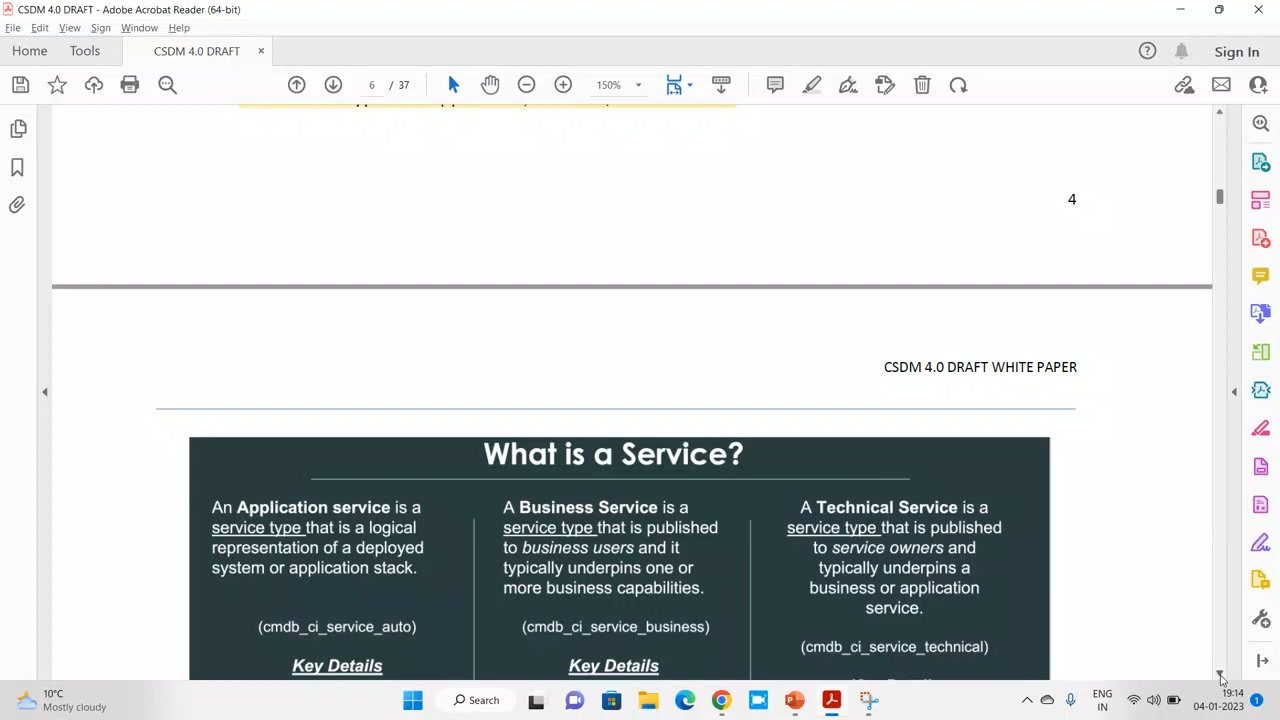 CSDM 4.0 DRAFT - Adobe Acrobat Reader (64-bit)
File Edit View Sign Window Help
Home Tools CSDM 4.0 DRAFT × Sign In
6 / 37 150%
4
CSDM 4.0 DRAFT WHITE PAPER
What is a Service?
An Application service is a
service type that is a logical
representation of a deployed
system or application stack.
(cmdb_ci_service_auto)
Key Details
A Business Service is a
service type that is published
to business users and it
typically underpins one or
more business capabilities.
(cmdb_ci_service_business)
Key Details
A Technical Service is a
service type that is published
to service owners and
typically underpins a
business or application
service.
(cmdb_ci_service_technical)
10°C
Mostly cloudy
Search
ENG
IN
19:14
04-01-2023
1